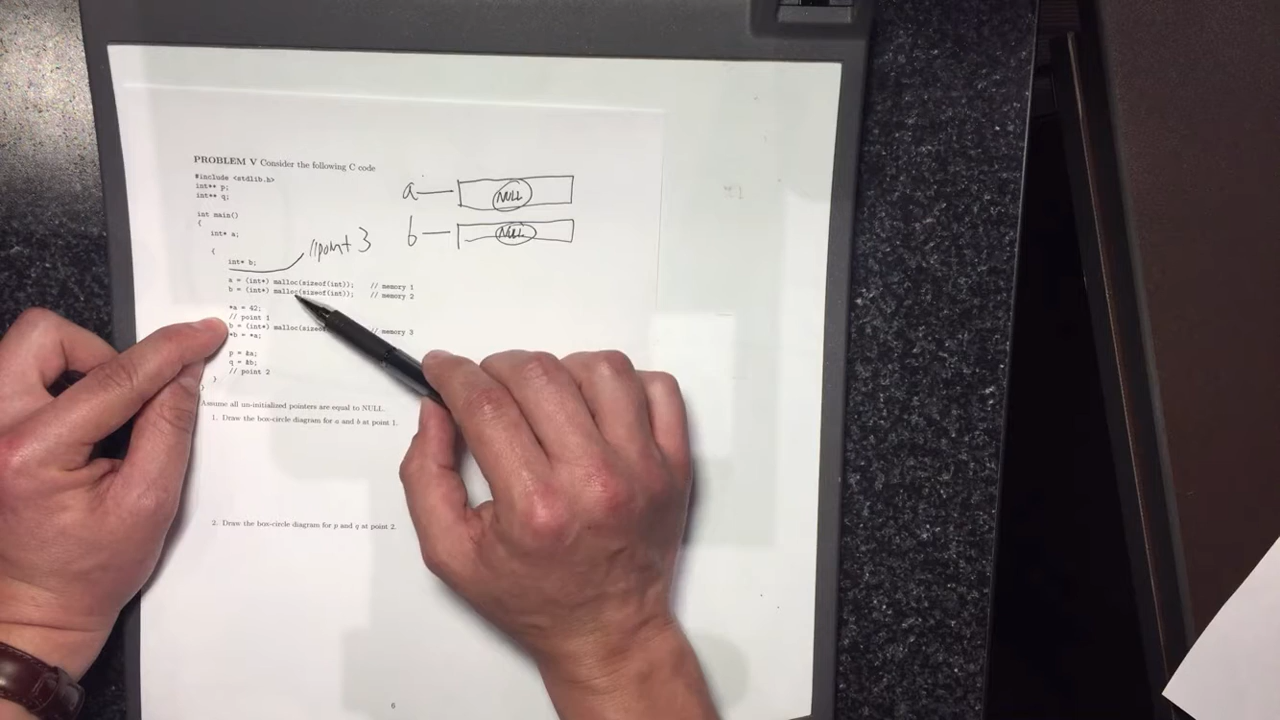 PROBLEM V Consider the following C code
#include <stdlib.h>
int** p;
int** q;
int main()
{
int* a;
{
int* b;
a = (int*) malloc(sizeof(int)); // memory 1
b = (int*) malloc(sizeof(int)); // memory 2
*a = 42;
// point 1
b = (int*) malloc( // memory 3
*b = *a;
p = &a;
q = &b;
// point 2
}
}
Assume all un-initialized pointers are equal to NULL.
1. Draw the box-circle diagram for a and b at point 1.
2. Draw the box-circle diagram for p and q at point 2.
6
a NULL
b NULL
//point 3